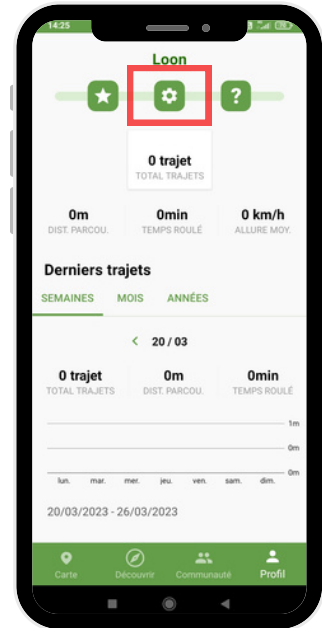 14:25
Loon
?
0 trajet
TOTAL TRAJETS
0m 0min 0 km/h
DIST. PARCOU. TEMPS ROULÉ ALLURE MOY.
Derniers trajets
SEMAINES MOIS ANNÉES
< 20 / 03
0 trajet 0m 0min
TOTAL TRAJETS DIST. PARCOU. TEMPS ROULÉ
1m
0m
0m
lun. mar. mer. jeu. ven. sam. dim.
20/03/2023 - 26/03/2023
Carte Découvrir Communauté Profil